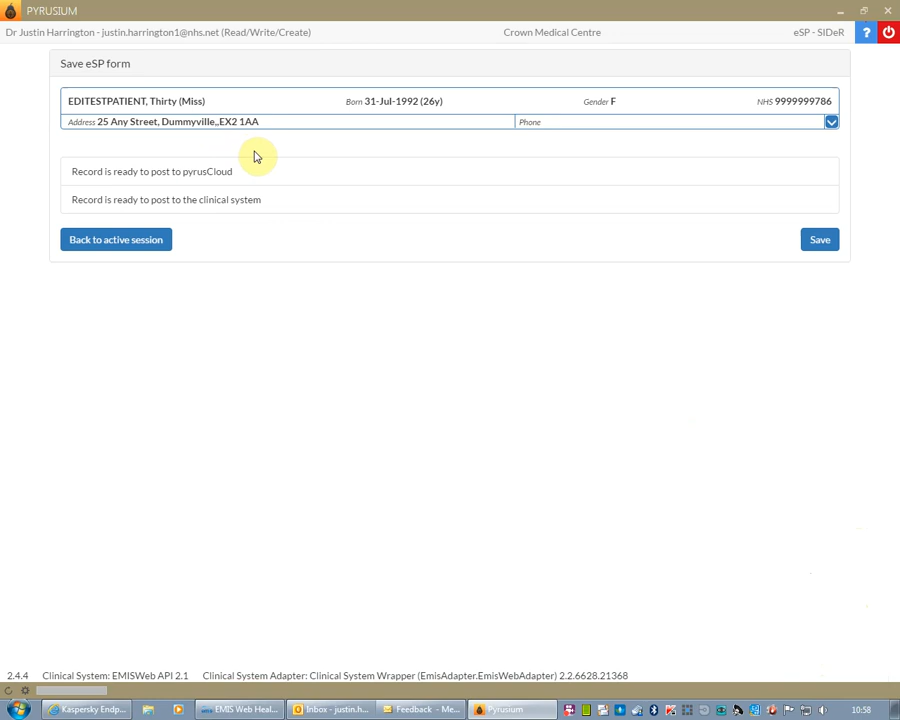 PYRUSIUM
Dr Justin Harrington - justin.harrington1@nhs.net (Read/Write/Create) Crown Medical Centre eSP - SIDeR ?
Save eSP form
EDITESTPATIENT, Thirty (Miss) Born 31-Jul-1992 (26y) Gender F NHS 9999999786
Address 25 Any Street, Dummyville,,EX2 1AA Phone
Record is ready to post to pyrusCloud
Record is ready to post to the clinical system
Back to active session Save
2.4.4 Clinical System: EMISWeb API 2.1 Clinical System Adapter: Clinical System Wrapper (EmisAdapter.EmisWebAdapter) 2.2.6628.21368
Kaspersky Endp... EMIS Web Heal... Inbox - justin.h... Feedback - Me... Pyrusium 10:58